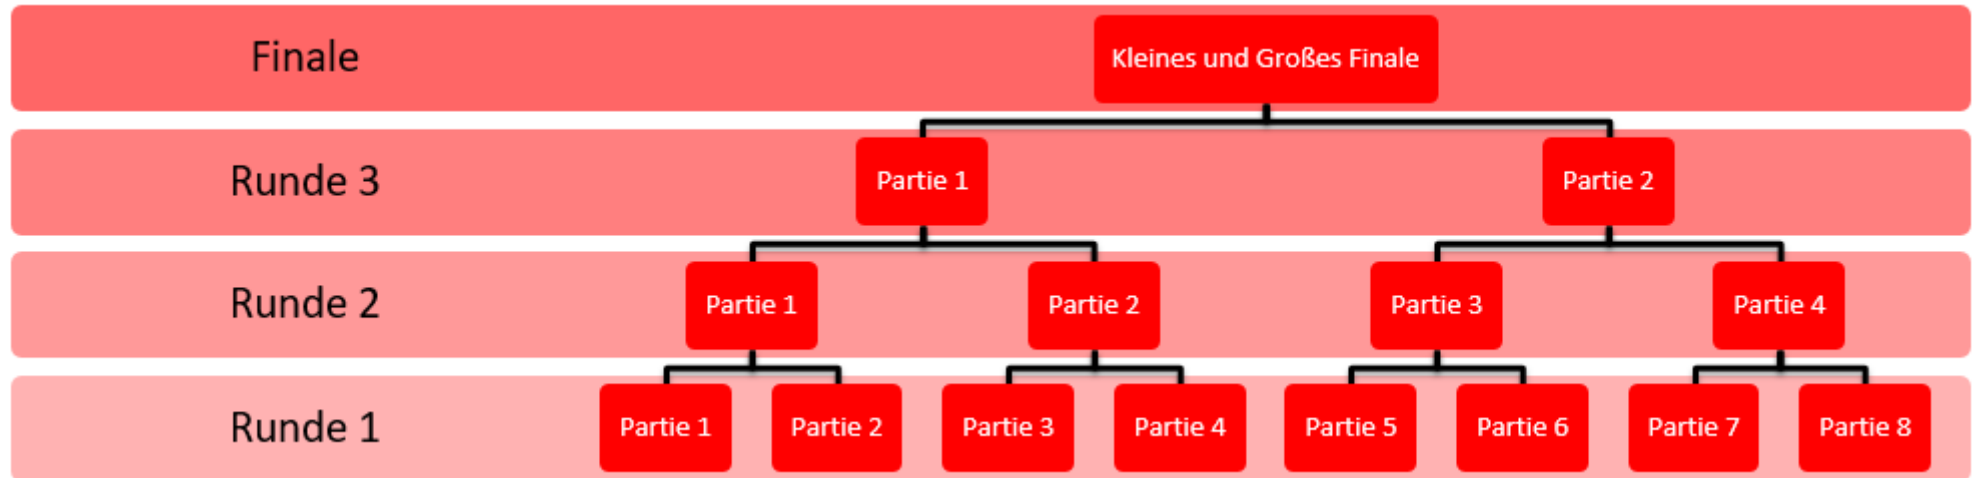 Finale
Kleines und Großes Finale
Runde 3
Partie 1
Partie 2
Runde 2
Partie 1
Partie 2
Partie 3
Partie 4
Runde 1
Partie 1
Partie 2
Partie 3
Partie 4
Partie 5
Partie 6
Partie 7
Partie 8